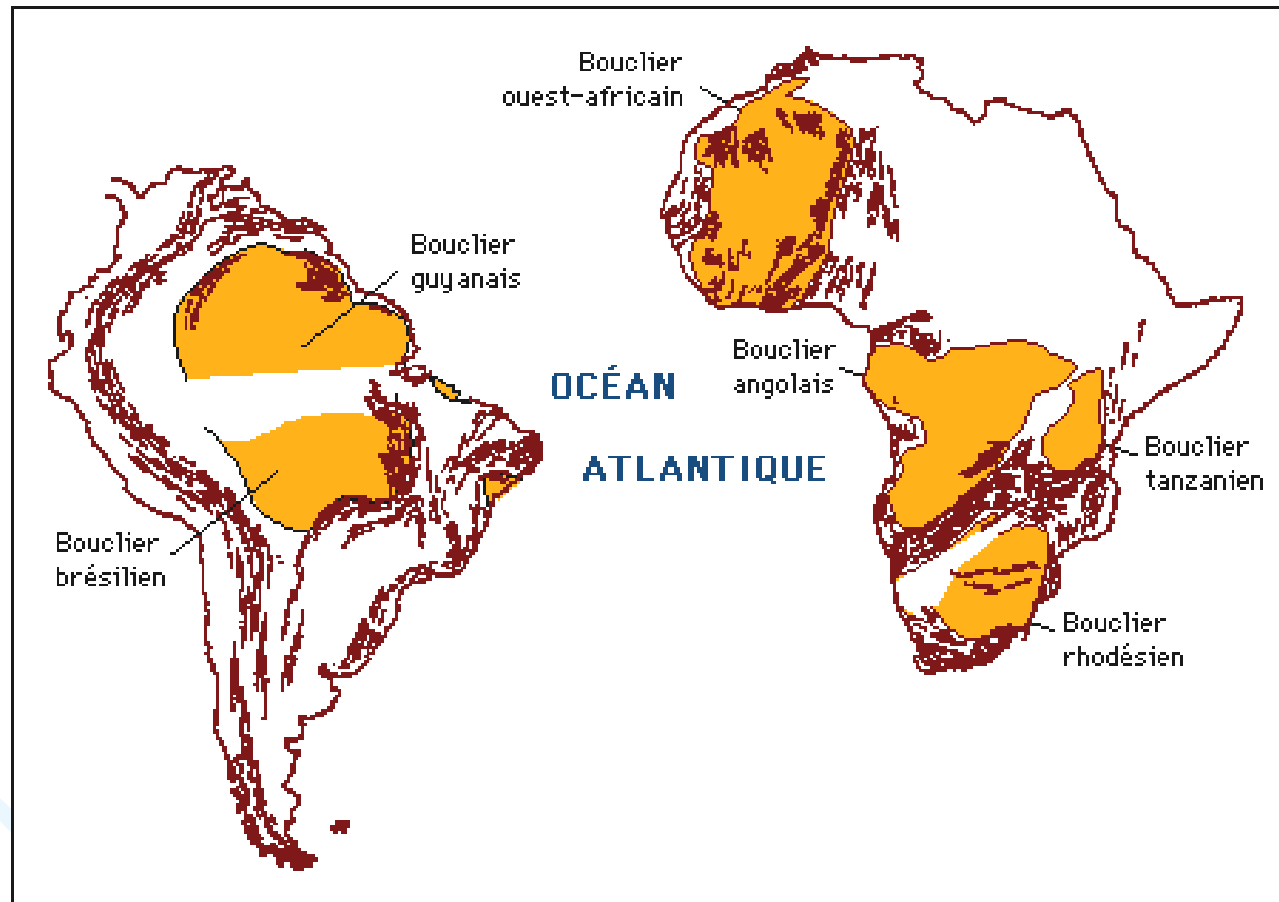 Bouclier
ouest-africain
Bouclier
guyanais
Bouclier
angolais
OCÉAN
ATLANTIQUE
Bouclier
tanzanien
Bouclier
brésilien
Bouclier
rhodésien